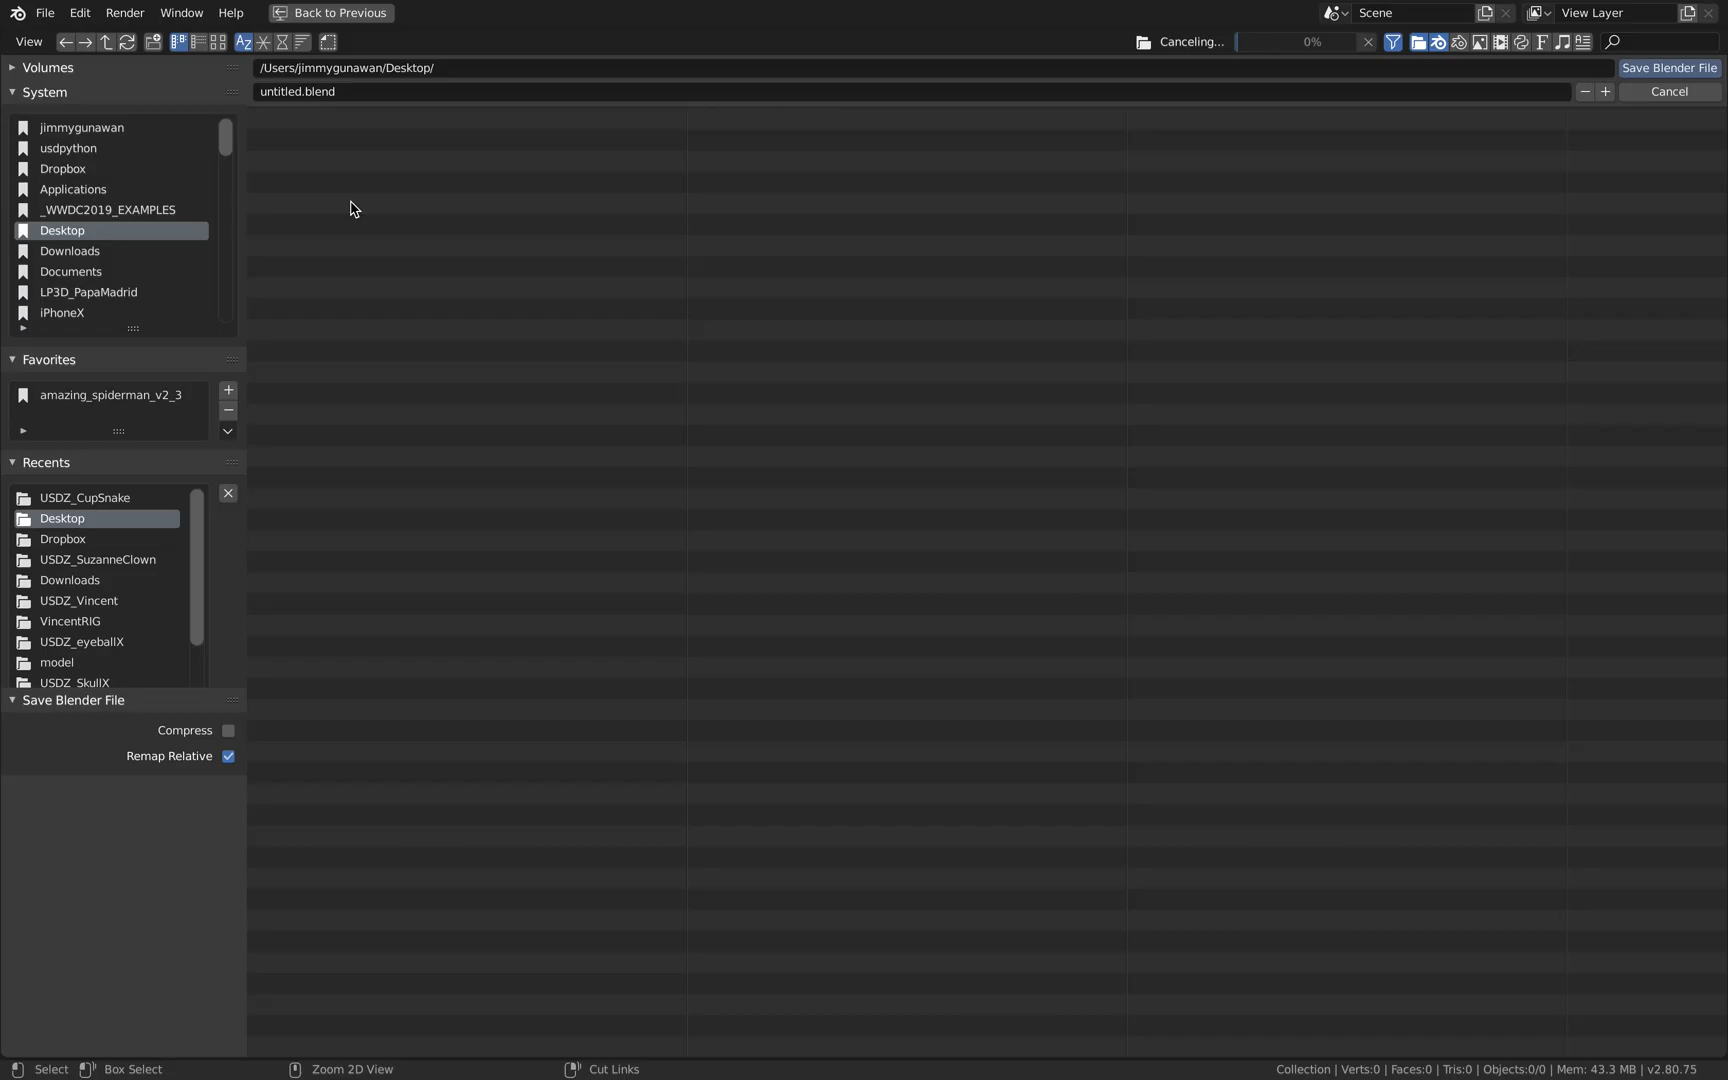 File Edit Render Window Help Back to Previous Scene View Layer
View Canceling... 0%
Volumes /Users/jimmygunawan/Desktop/ Save Blender File
System untitled.blend Cancel
jimmygunawan
usdpython
Dropbox
Applications
_WWDC2019_EXAMPLES
Desktop
Downloads
Documents
LP3D_PapaMadrid
iPhoneX
Favorites
amazing_spiderman_v2_3
Recents
USDZ_CupSnake
Desktop
Dropbox
USDZ_SuzanneClown
Downloads
USDZ_Vincent
VincentRIG
USDZ_eyeballX
model
USDZ_SkullX
Save Blender File
Compress
Remap Relative
Select Box Select Zoom 2D View Cut Links Collection | Verts:0 | Faces:0 | Tris:0 | Objects:0/0 | Mem: 43.3 MB | v2.80.75